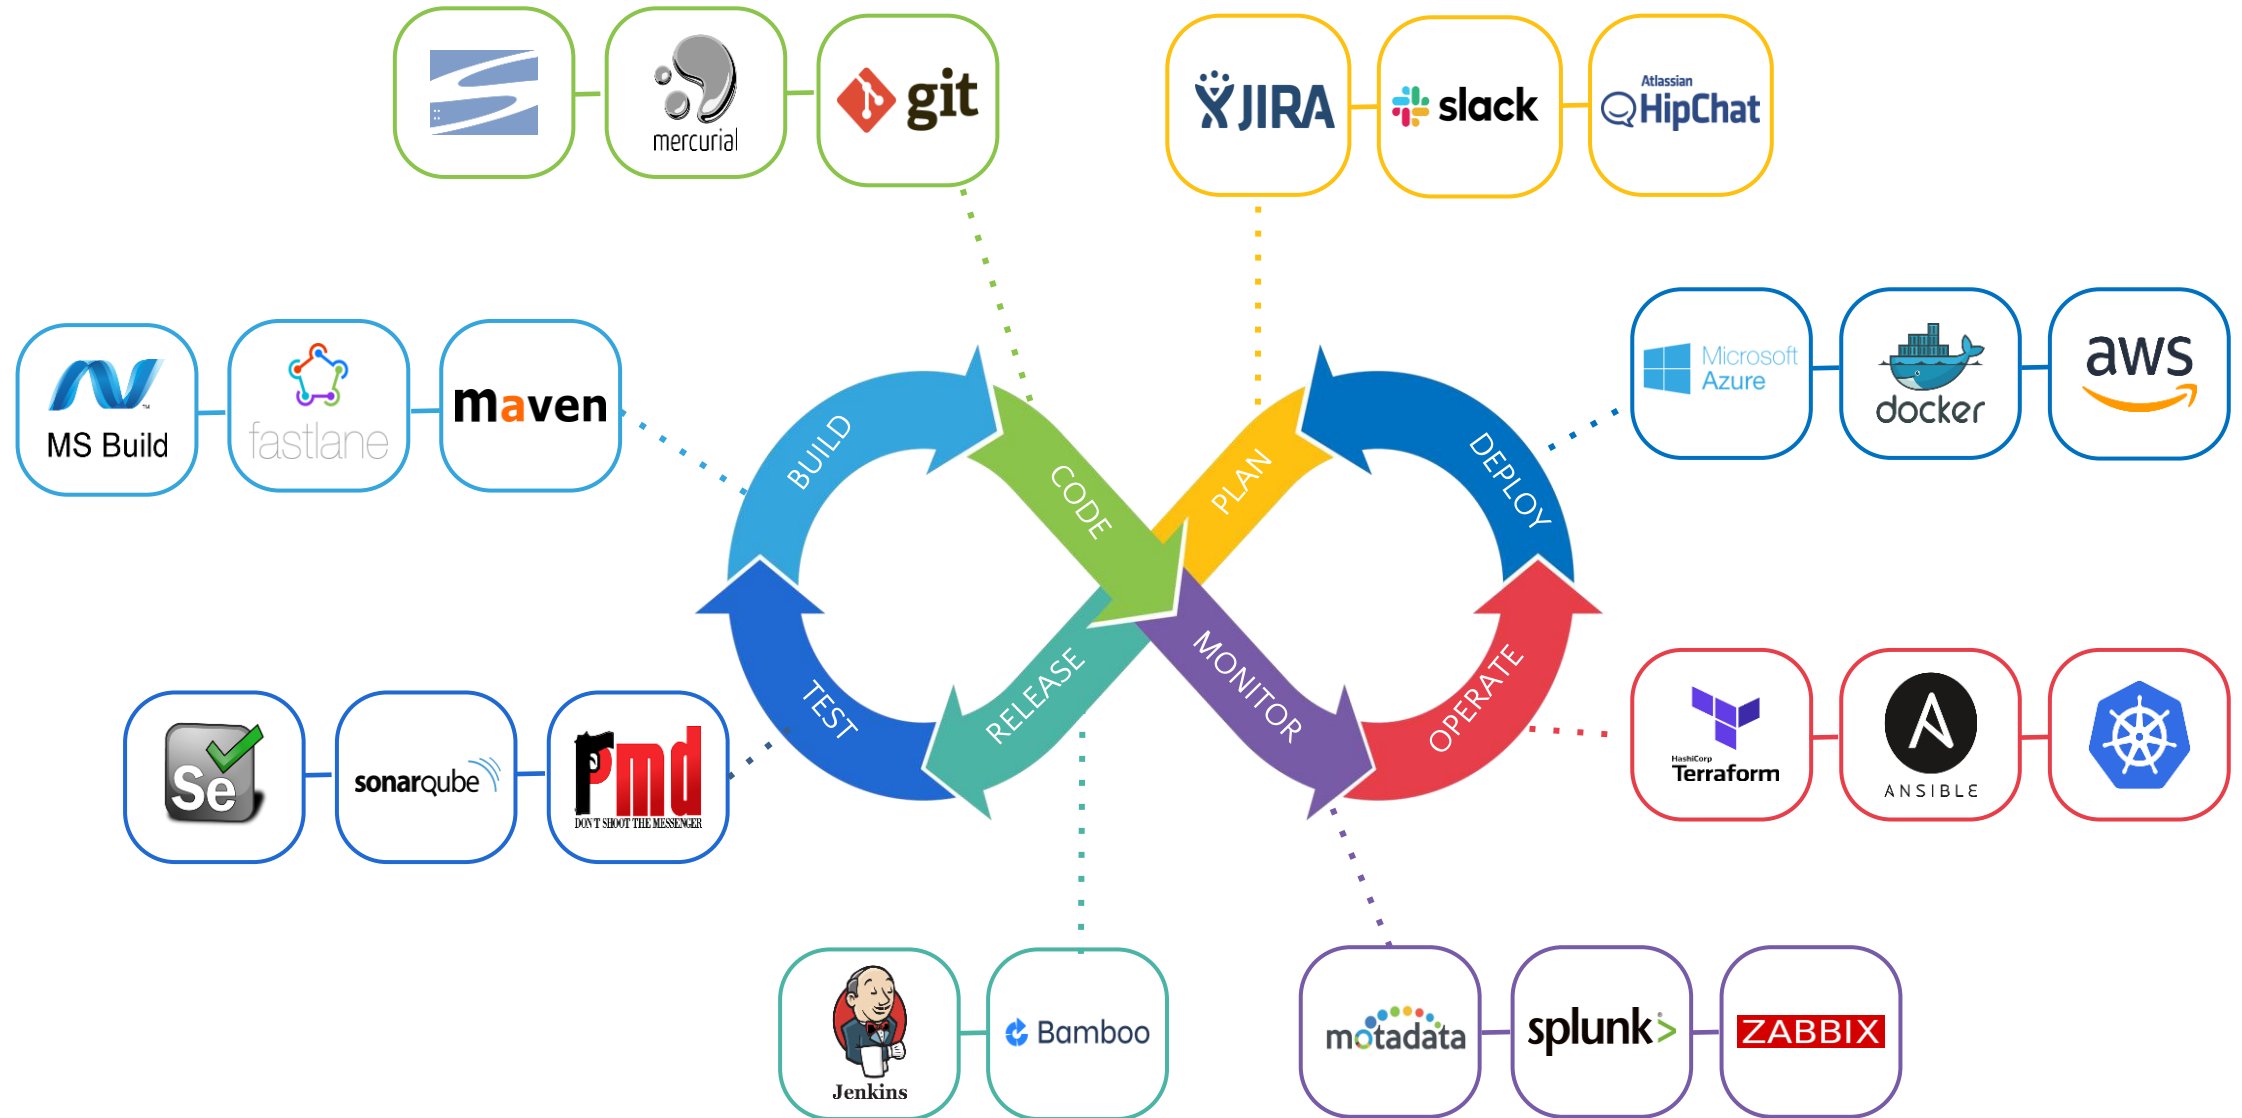 mercurial
git
JIRA
slack
Atlassian
HipChat
MS Build
fastlane
maven
Microsoft
Azure
docker
aws
BUILD
CODE
PLAN
DEPLOY
TEST
RELEASE
MONITOR
OPERATE
Se
sonarqube
pmd
DON'T SHOOT THE MESSENGER
HashiCorp
Terraform
ANSIBLE
Jenkins
Bamboo
motadata
splunk>
ZABBIX